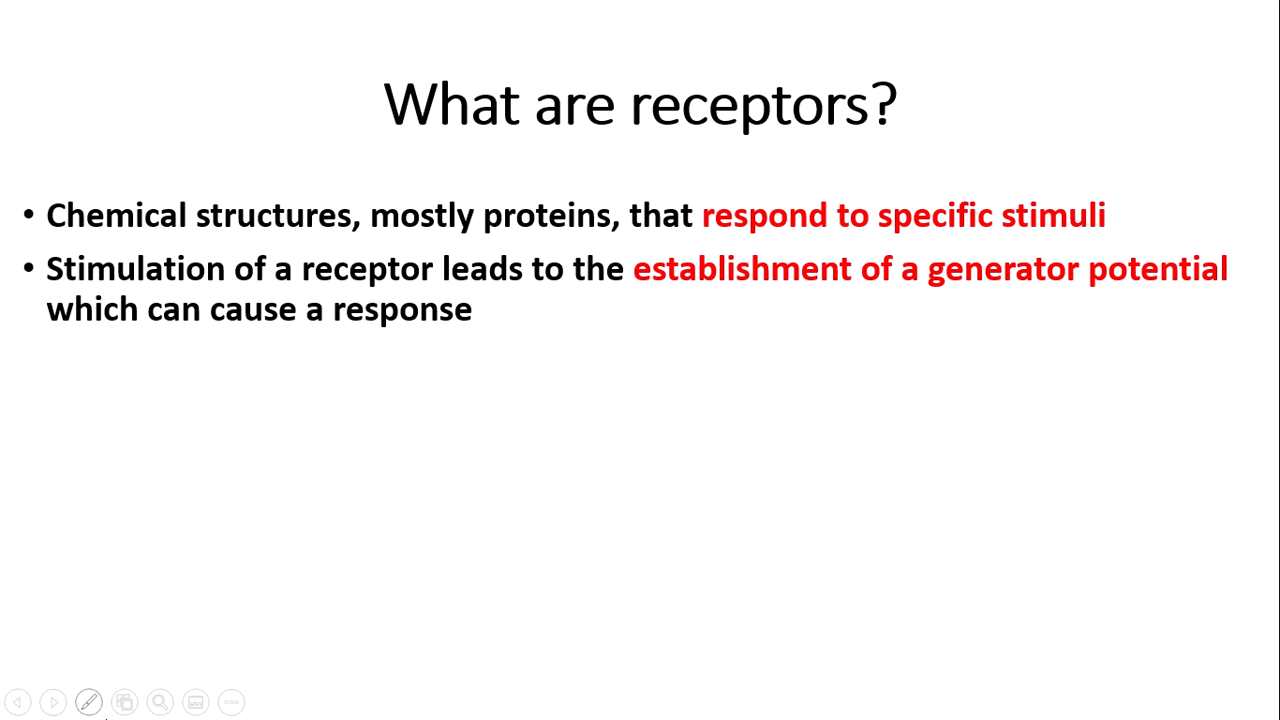 What are receptors?
• Chemical structures, mostly proteins, that respond to specific stimuli
• Stimulation of a receptor leads to the establishment of a generator potential
which can cause a response